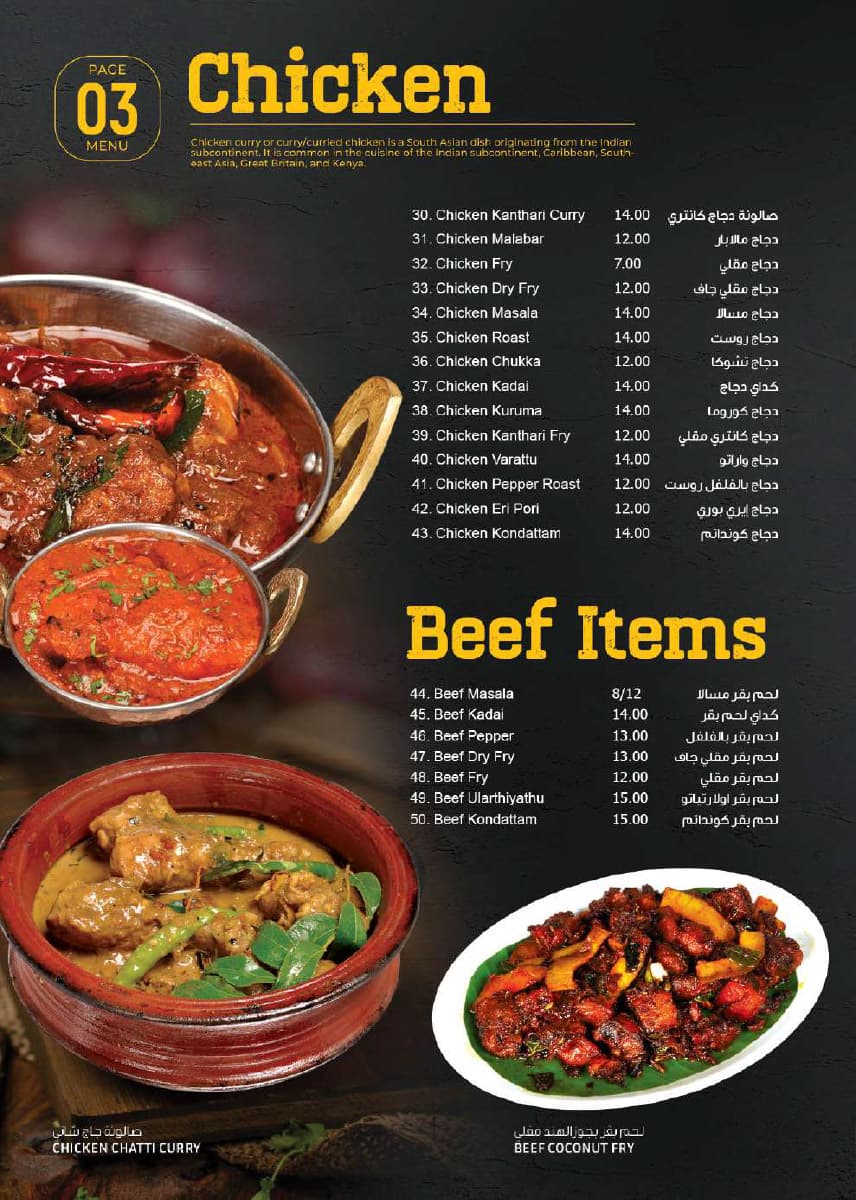 PAGE
03
MENU
Chicken
Chicken curry or curry/curried chicken is a South Asian dish originating from the Indian
subcontinent. It is common in the cuisine of the Indian subcontinent, Caribbean, South-
east Asia, Great Britain, and Kenya.
30. Chicken Kanthari Curry 14.00 صالونة دجاج كانتري
31. Chicken Malabar 12.00 دجاج مالابار
32. Chicken Fry 7.00 دجاج مقلي
33. Chicken Dry Fry 12.00 دجاج مقلي جاف
34. Chicken Masala 14.00 دجاج مسالا
35. Chicken Roast 14.00 دجاج روست
36. Chicken Chukka 12.00 دجاج تشوكا
37. Chicken Kadai 14.00 كداي دجاج
38. Chicken Kuruma 14.00 دجاج كوروما
39. Chicken Kanthari Fry 12.00 دجاج كانتري مقلي
40. Chicken Varattu 14.00 دجاج واراتو
41. Chicken Pepper Roast 12.00 دجاج بالفلفل روست
42. Chicken Eri Pori 12.00 دجاج إيري بوري
43. Chicken Kondattam 14.00 دجاج كونداتم
Beef Items
44. Beef Masala 8/12 لحم بقر مسالا
45. Beef Kadai 14.00 كداي لحم بقر
46. Beef Pepper 13.00 لحم بقر بالفلفل
47. Beef Dry Fry 13.00 لحم بقر مقلي جاف
48. Beef Fry 12.00 لحم بقر مقلي
49. Beef Ularthiyathu 15.00 لحم بقر اولارتياتو
50. Beef Kondattam 15.00 لحم بقر كونداتم
صالونة جاج شاتي
CHICKEN CHATTI CURRY
لحم بقر بجوز الهند مقلي
BEEF COCONUT FRY